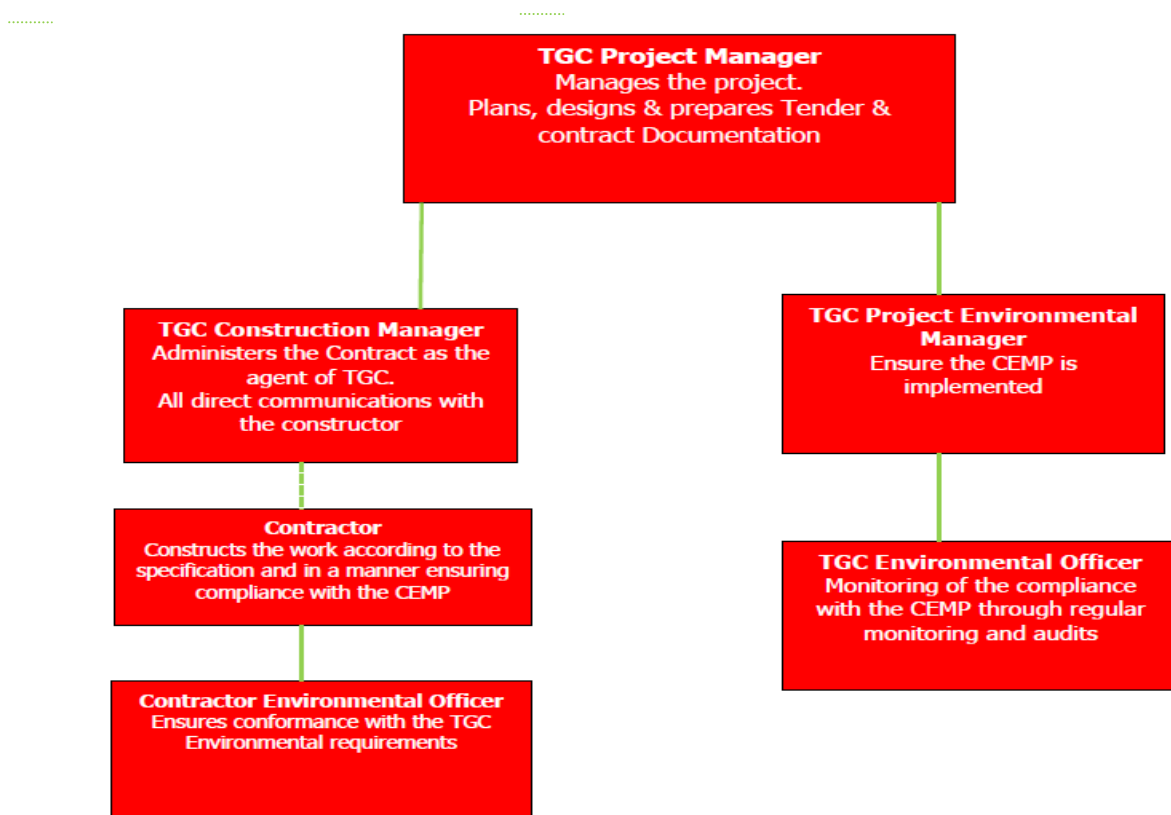 TGC Project Manager
Manages the project.
Plans, designs & prepares Tender &
contract Documentation
TGC Construction Manager
Administers the Contract as the
agent of TGC.
All direct communications with
the constructor
TGC Project Environmental
Manager
Ensure the CEMP is
implemented
Contractor
Constructs the work according to the
specification and in a manner ensuring
compliance with the CEMP
TGC Environmental Officer
Monitoring of the compliance
with the CEMP through regular
monitoring and audits
Contractor Environmental Officer
Ensures conformance with the TGC
Environmental requirements